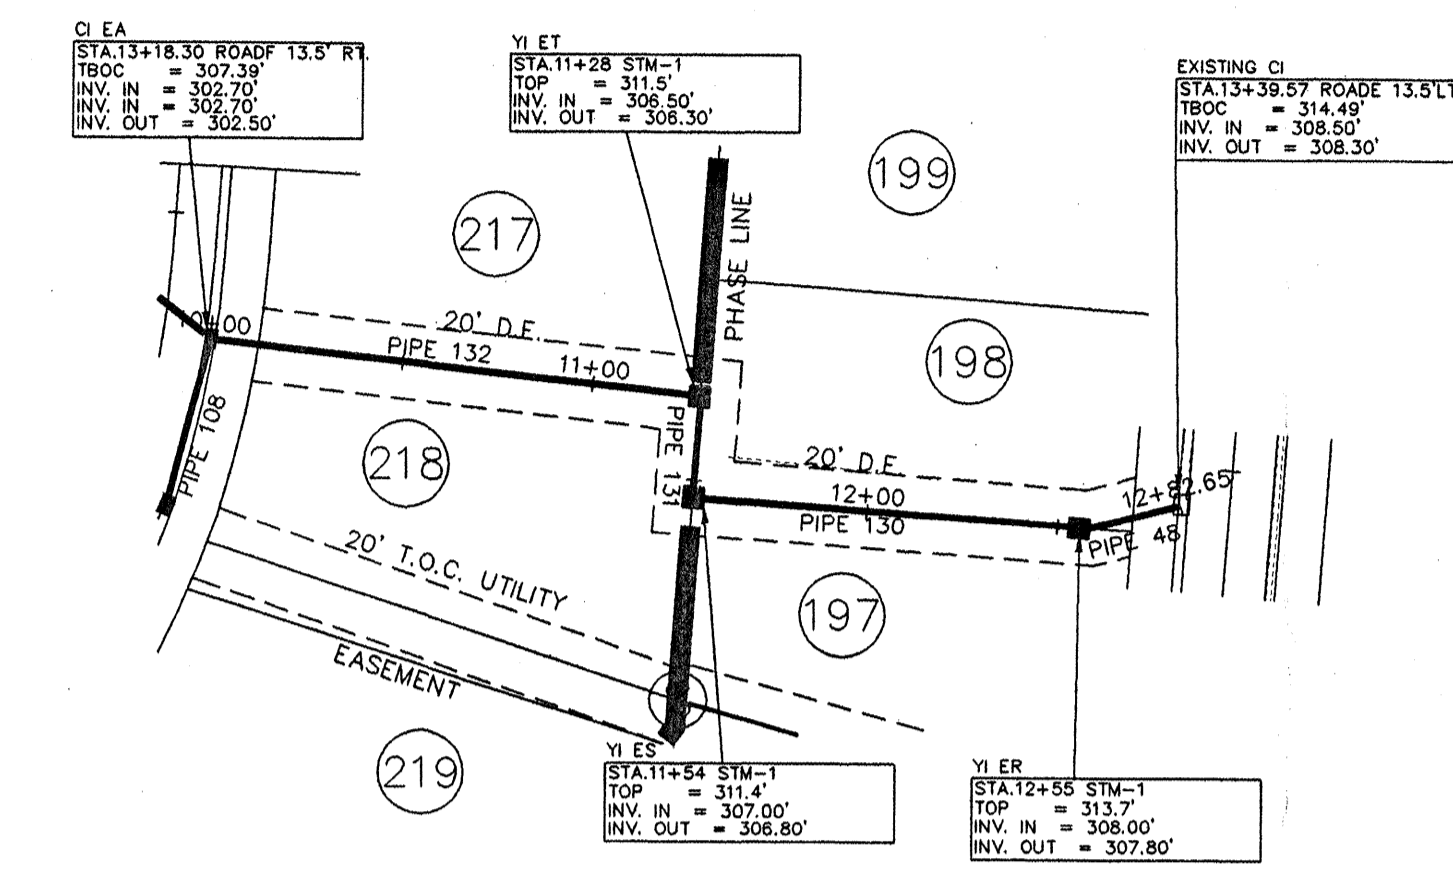 CI EA
STA.13+18.30 ROADF 13.5' RT.
TBOC = 307.39'
INV. IN = 302.70'
INV. IN = 302.70'
INV. OUT = 302.50'
YI ET
STA.11+28 STM-1
TOP = 311.5'
INV. IN = 306.50'
INV. OUT = 306.30'
EXISTING CI
STA.13+39.57 ROADE 13.5'LT
TBOC = 314.49'
INV. IN = 308.50'
INV. OUT = 308.30'
199
217
PHASE LINE
20' D.E.
PIPE 132
11+00
198
PIPE 108
218
PIPE 131
20' D.E.
12+00
PIPE 130
12+82.65
PIPE 48
20' T.O.C. UTILITY
EASEMENT
197
219
YI ES
STA.11+54 STM-1
TOP = 311.4'
INV. IN = 307.00'
INV. OUT = 306.80'
YI ER
STA.12+55 STM-1
TOP = 313.7'
INV. IN = 308.00'
INV. OUT = 307.80'